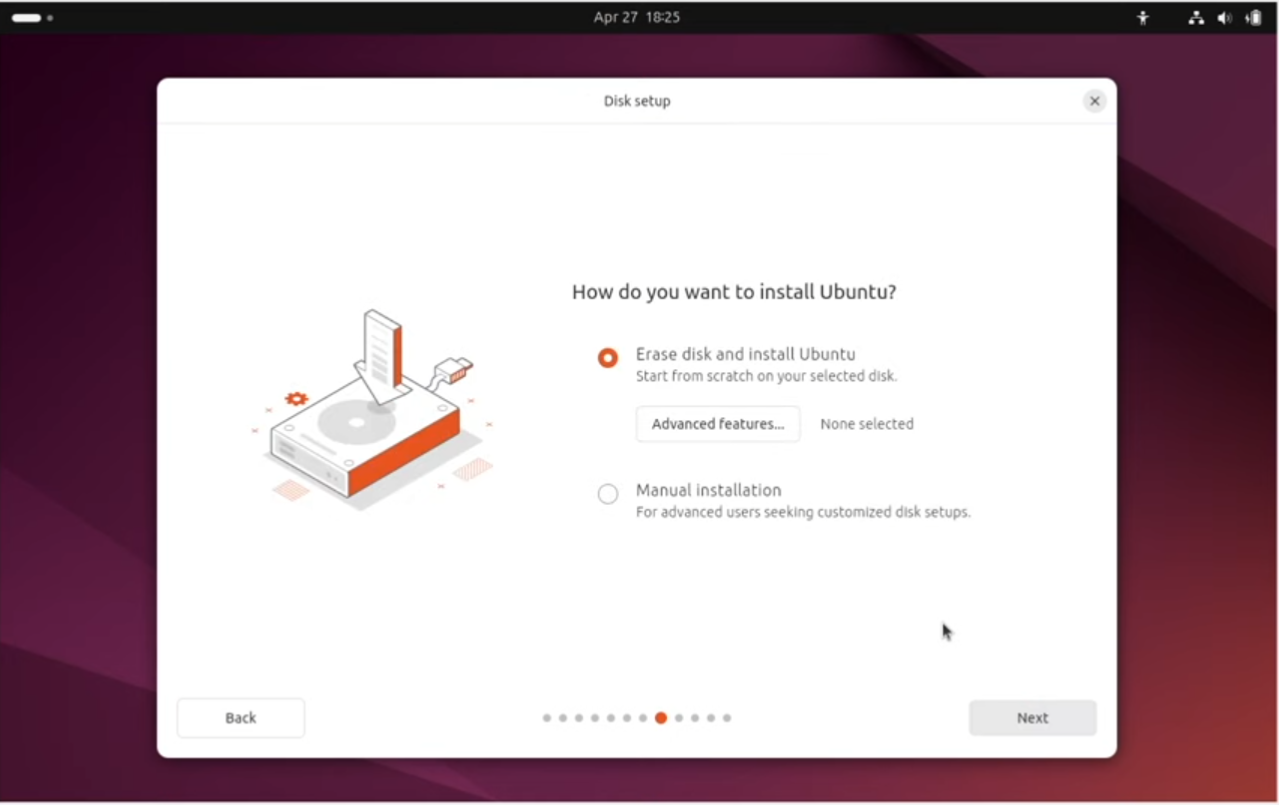 Apr 27 18:25
Disk setup
How do you want to install Ubuntu?
Erase disk and install Ubuntu
Start from scratch on your selected disk.
Advanced features...
None selected
Manual installation
For advanced users seeking customized disk setups.
Back
Next